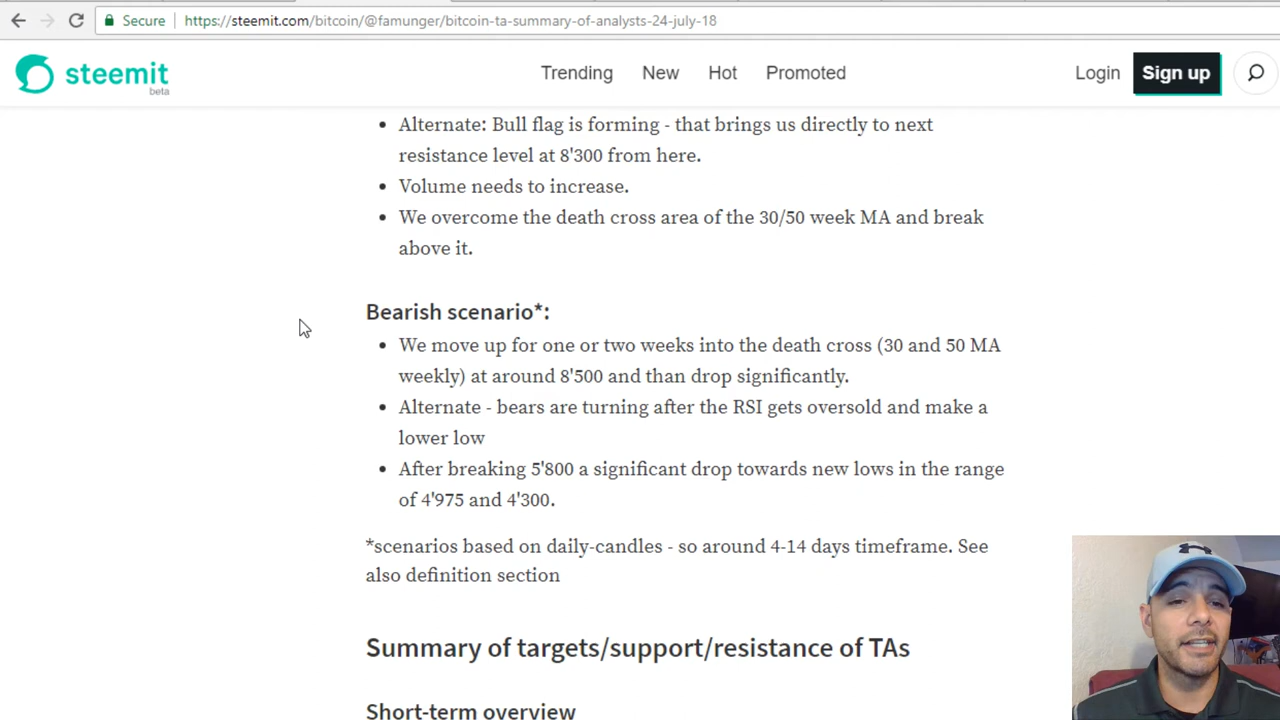 Secure
https://steemit.com/bitcoin/@famunger/bitcoin-ta-summary-of-analysts-24-july-18
steemit
beta
Trending New Hot Promoted
Login Sign up
• Alternate: Bull flag is forming - that brings us directly to next
resistance level at 8'300 from here.
• Volume needs to increase.
• We overcome the death cross area of the 30/50 week MA and break
above it.
Bearish scenario*:
• We move up for one or two weeks into the death cross (30 and 50 MA
weekly) at around 8'500 and than drop significantly.
• Alternate - bears are turning after the RSI gets oversold and make a
lower low
• After breaking 5'800 a significant drop towards new lows in the range
of 4'975 and 4'300.
*scenarios based on daily-candles - so around 4-14 days timeframe. See
also definition section
Summary of targets/support/resistance of TAs
Short-term overview